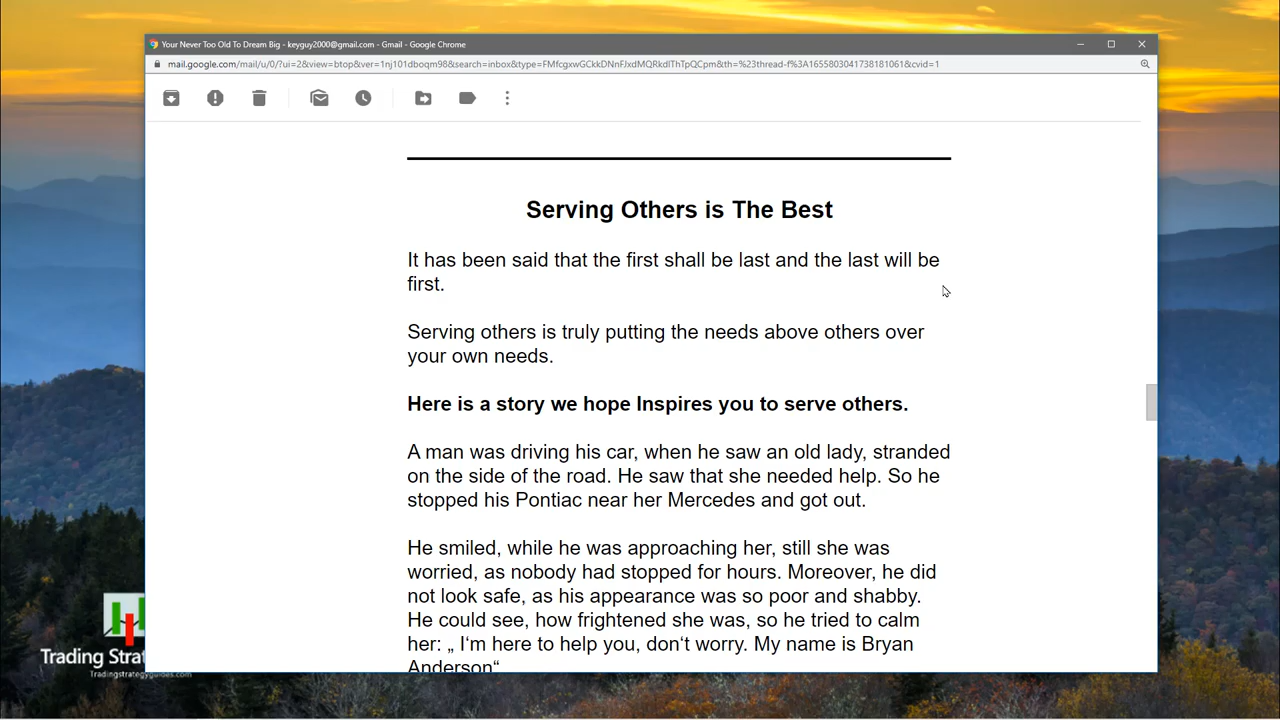 Your Never Too Old To Dream Big - keyguy2000@gmail.com - Gmail - Google Chrome
mail.google.com/mail/u/0/?ui=2&view=btop&ver=1nj101dboqm98&search=inbox&type=FMfcgxwGCkkDNnFJxdMQRkdlThTpQCpm&th=%23thread-f%3A1655803041738181061&cvid=1
Serving Others is The Best
It has been said that the first shall be last and the last will be
first.
Serving others is truly putting the needs above others over
your own needs.
Here is a story we hope Inspires you to serve others.
A man was driving his car, when he saw an old lady, stranded
on the side of the road. He saw that she needed help. So he
stopped his Pontiac near her Mercedes and got out.
He smiled, while he was approaching her, still she was
worried, as nobody had stopped for hours. Moreover, he did
not look safe, as his appearance was so poor and shabby.
He could see, how frightened she was, so he tried to calm
her: „ I‘m here to help you, don‘t worry. My name is Bryan
Anderson“
Trading Strat
Tradingstrategyguides.com